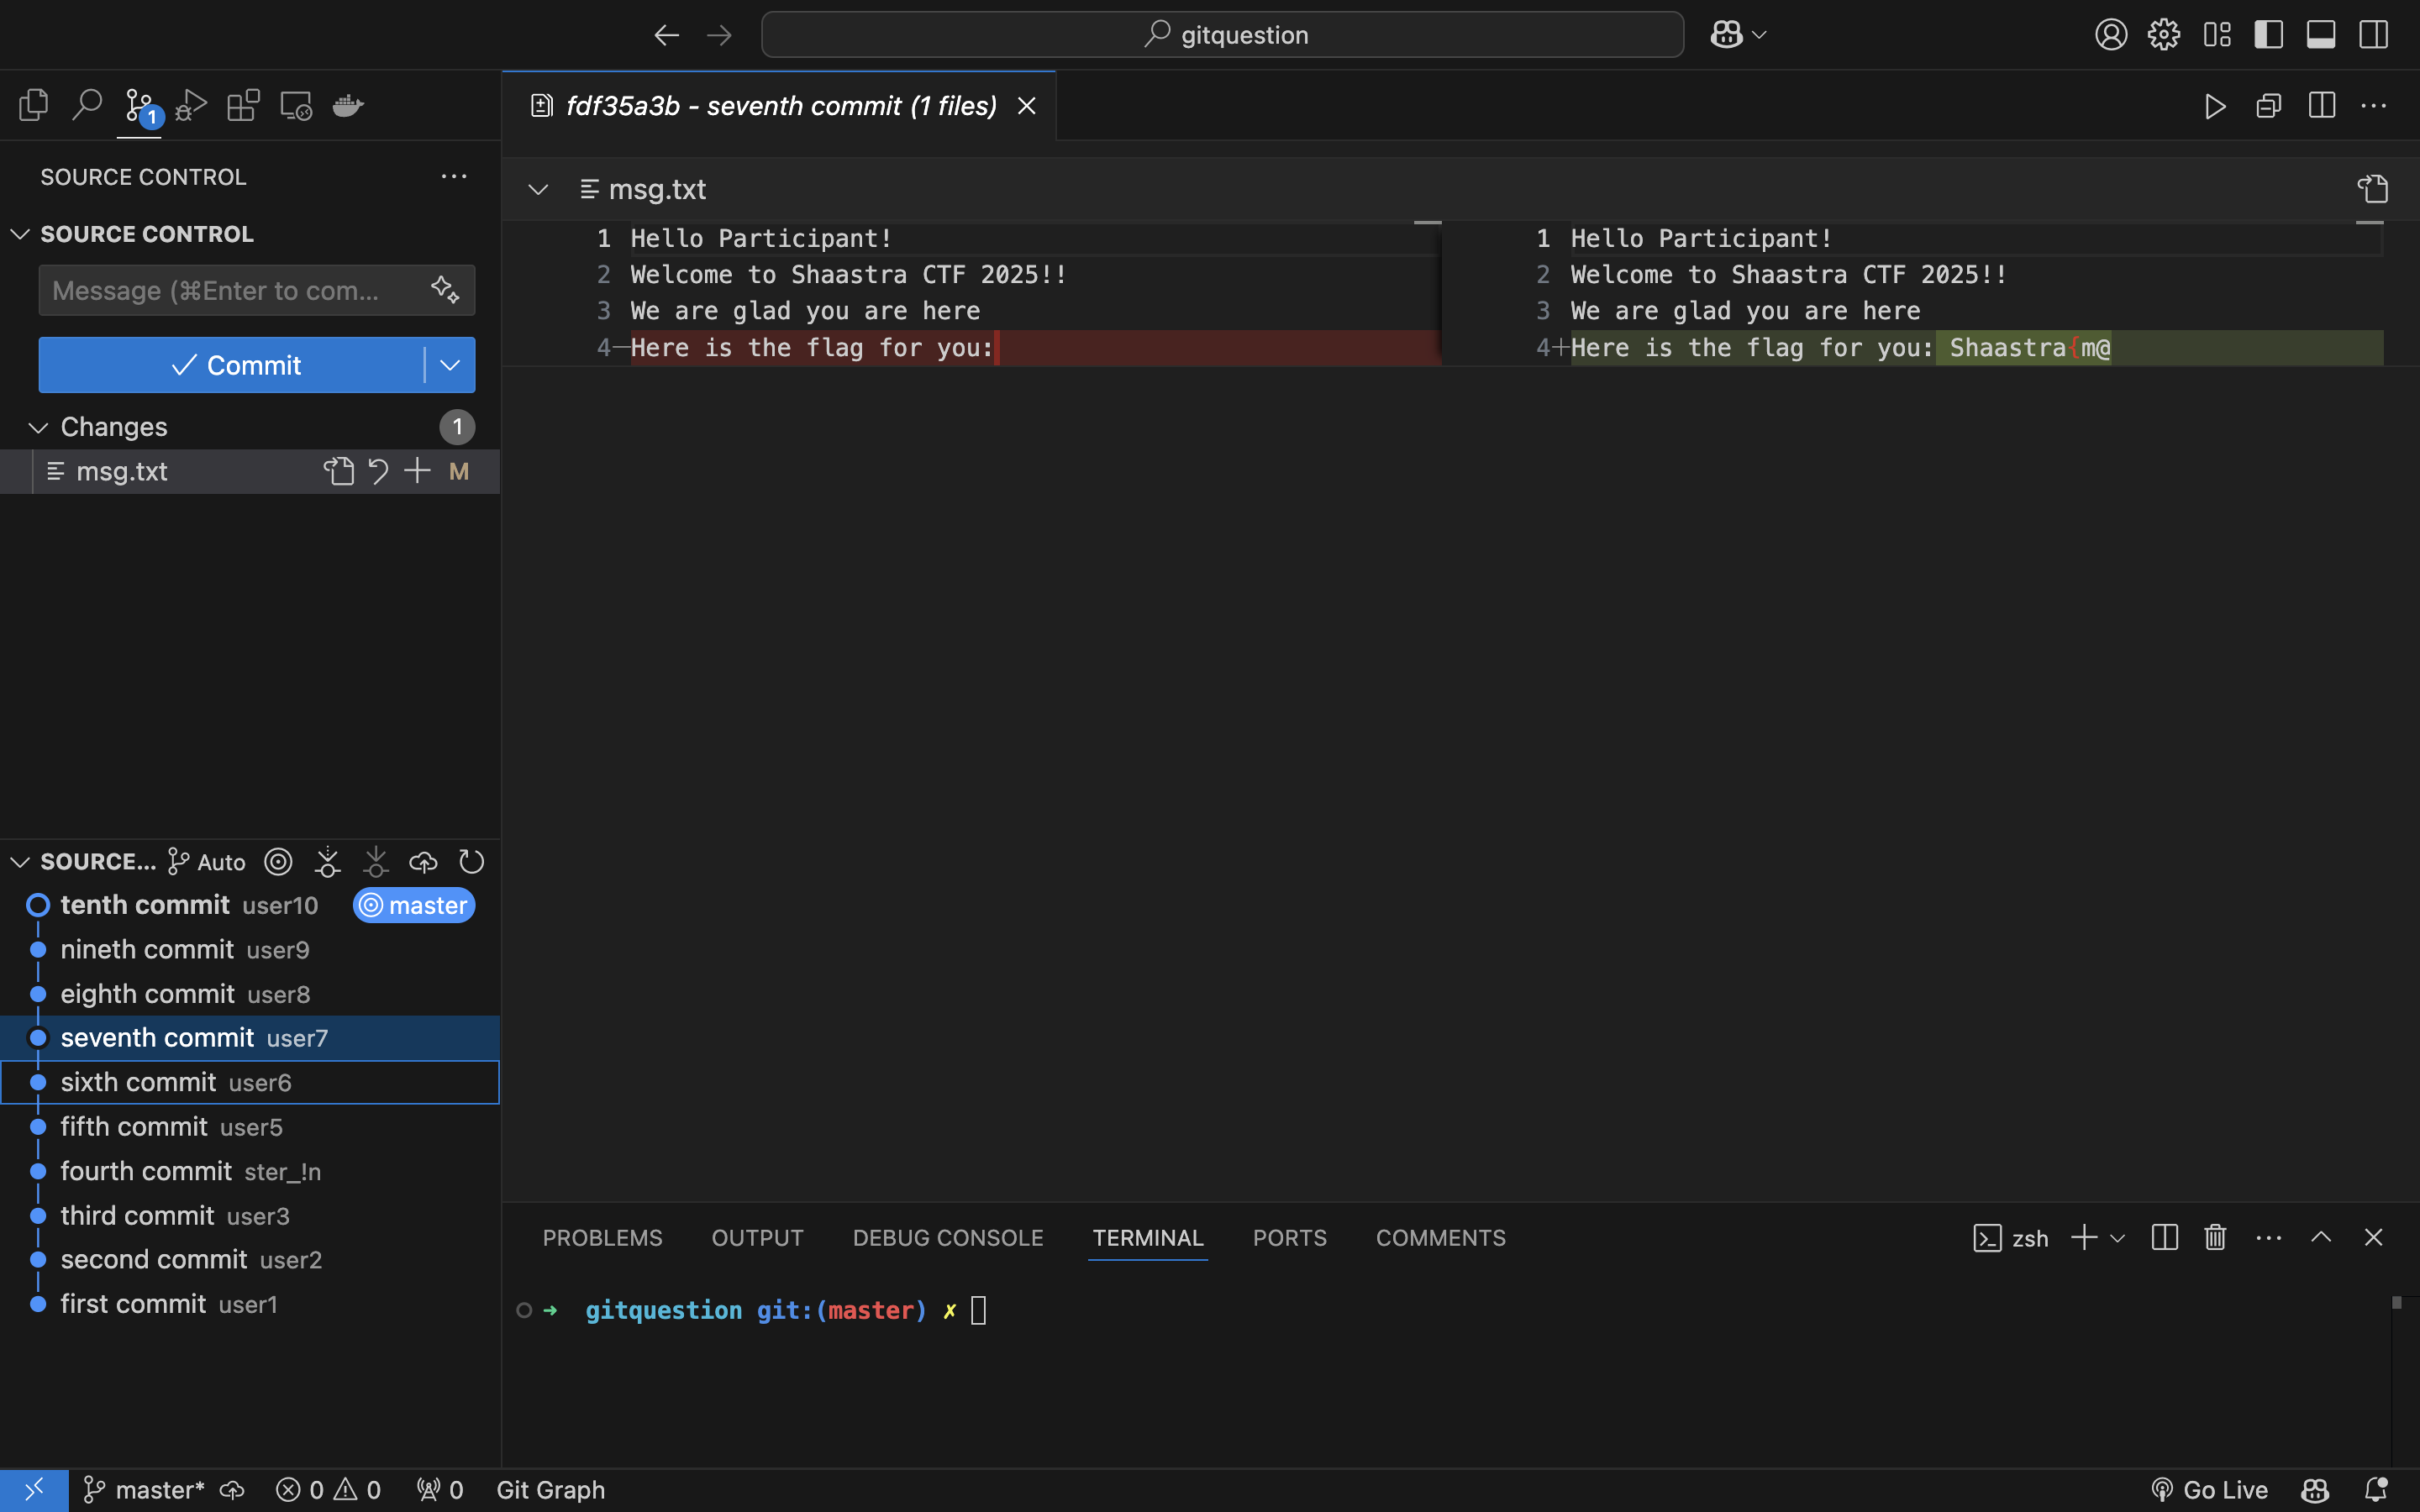 gitquestion
1
fdf35a3b - seventh commit (1 files)
SOURCE CONTROL
SOURCE CONTROL
Message (⌘Enter to com...
Commit
Changes 1
msg.txt M
msg.txt
1 Hello Participant!
2 Welcome to Shaastra CTF 2025!!
3 We are glad you are here
4—Here is the flag for you:
1 Hello Participant!
2 Welcome to Shaastra CTF 2025!!
3 We are glad you are here
4+Here is the flag for you: Shaastra{m@
SOURCE... Auto
tenth commit user10 master
nineth commit user9
eighth commit user8
seventh commit user7
sixth commit user6
fifth commit user5
fourth commit ster_!n
third commit user3
second commit user2
first commit user1
PROBLEMS OUTPUT DEBUG CONSOLE TERMINAL PORTS COMMENTS
zsh
➜ gitquestion git:(master) ✗
master* 0 0 0 Git Graph
Go Live